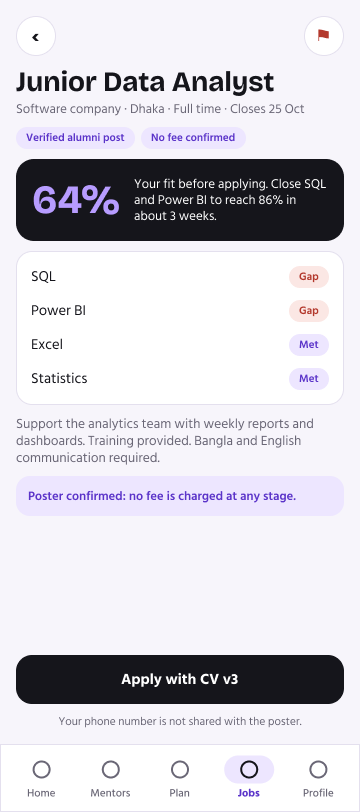 Junior Data Analyst
Software company · Dhaka · Full time · Closes 25 Oct
Verified alumni post
No fee confirmed
64%
Your fit before applying. Close SQL
and Power BI to reach 86% in
about 3 weeks.
SQL
Gap
Power BI
Gap
Excel
Met
Statistics
Met
Support the analytics team with weekly reports and
dashboards. Training provided. Bangla and English
communication required.
Poster confirmed: no fee is charged at any stage.
Apply with CV v3
Your phone number is not shared with the poster.
Home
Mentors
Plan
Jobs
Profile